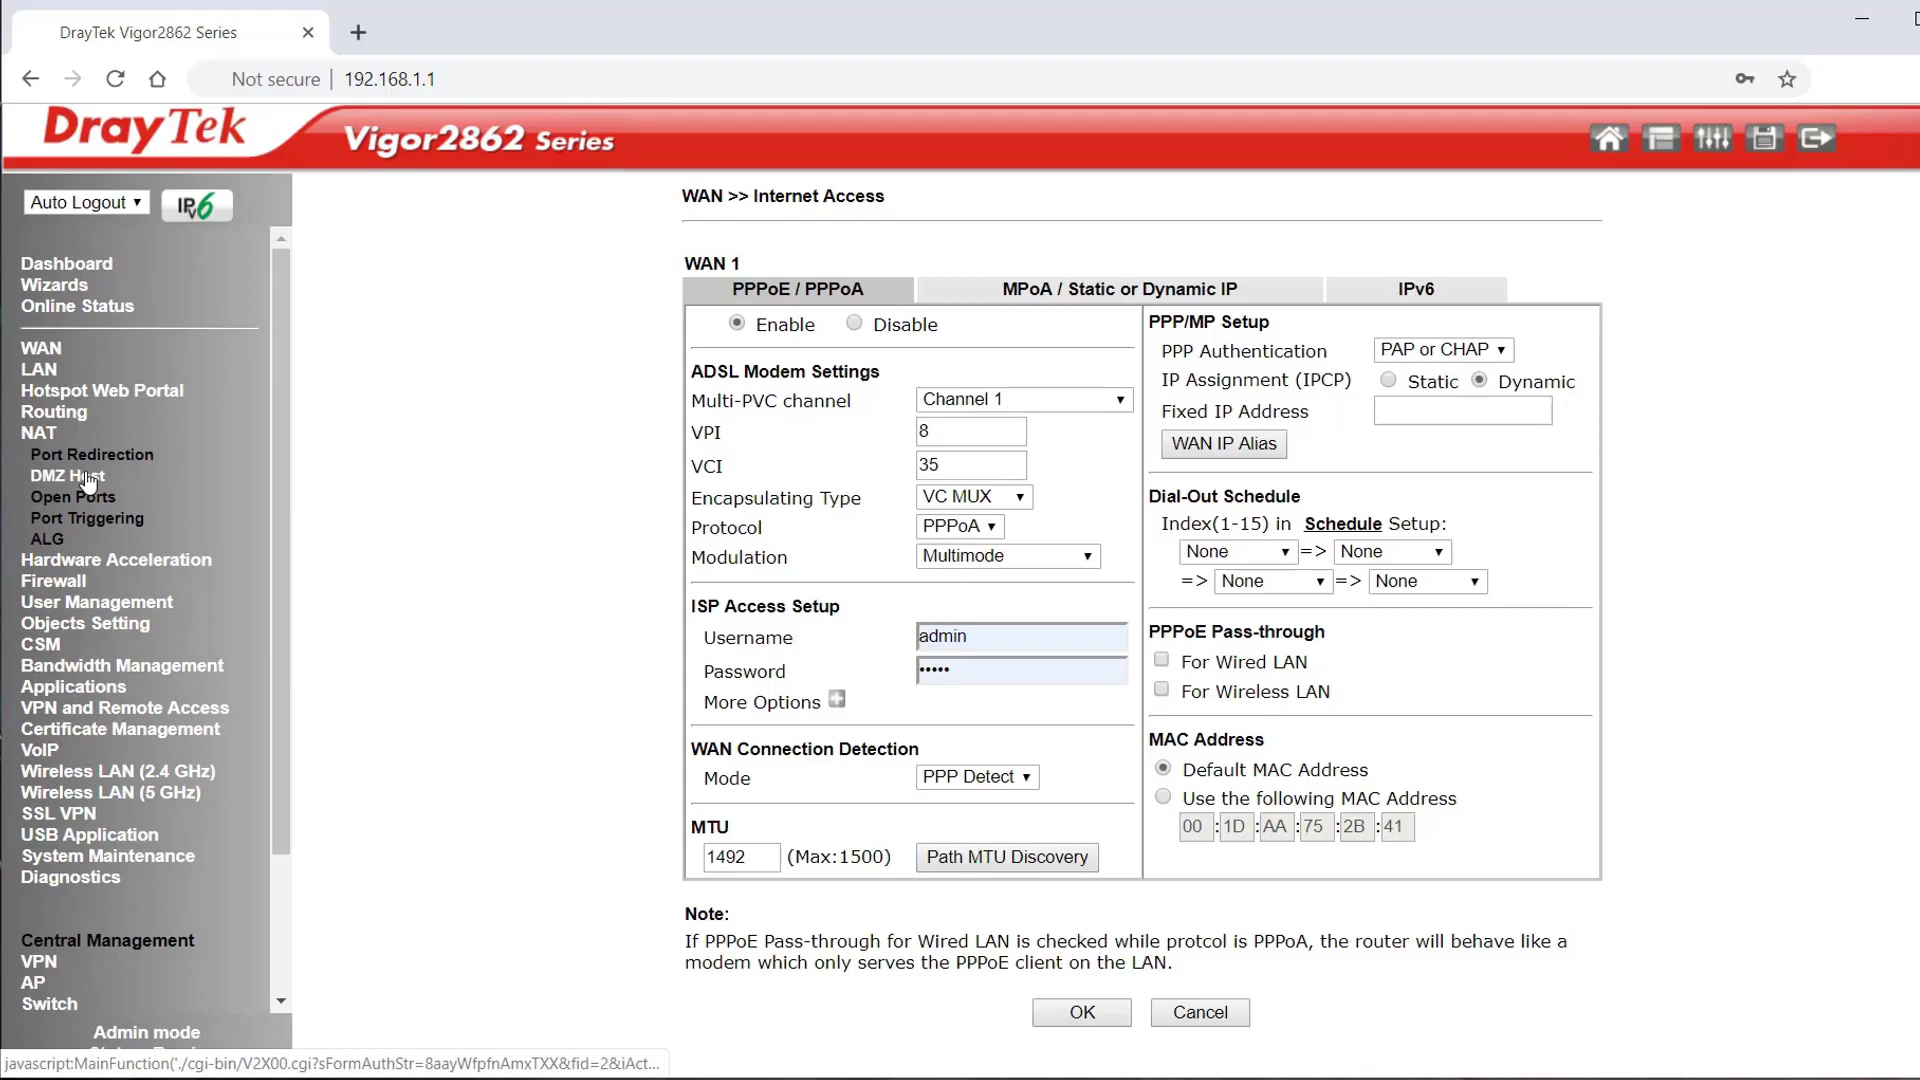 DrayTek Vigor2862 Series
Not secure | 192.168.1.1
DrayTek Vigor2862 Series
Auto Logout
IPv6
Dashboard
Wizards
Online Status
WAN
LAN
Hotspot Web Portal
Routing
NAT
Port Redirection
DMZ Host
Open Ports
Port Triggering
ALG
Hardware Acceleration
Firewall
User Management
Objects Setting
CSM
Bandwidth Management
Applications
VPN and Remote Access
Certificate Management
VoIP
Wireless LAN (2.4 GHz)
Wireless LAN (5 GHz)
SSL VPN
USB Application
System Maintenance
Diagnostics
Central Management
VPN
AP
Switch
Admin mode
javascript:MainFunction('./cgi-bin/V2X00.cgi?sFormAuthStr=8aayWfpfnAmxTXX&fid=2&iAct...
WAN >> Internet Access
WAN 1
PPPoE / PPPoA
MPoA / Static or Dynamic IP
IPv6
Enable Disable
ADSL Modem Settings
Multi-PVC channel Channel 1
VPI 8
VCI 35
Encapsulating Type VC MUX
Protocol PPPoA
Modulation Multimode
ISP Access Setup
Username admin
Password •••••
More Options
WAN Connection Detection
Mode PPP Detect
MTU
1492 (Max:1500) Path MTU Discovery
PPP/MP Setup
PPP Authentication PAP or CHAP
IP Assignment (IPCP) Static Dynamic
Fixed IP Address
WAN IP Alias
Dial-Out Schedule
Index(1-15) in Schedule Setup:
None => None
=> None => None
PPPoE Pass-through
For Wired LAN
For Wireless LAN
MAC Address
Default MAC Address
Use the following MAC Address
00 :1D :AA :75 :2B :41
Note:
If PPPoE Pass-through for Wired LAN is checked while protcol is PPPoA, the router will behave like a
modem which only serves the PPPoE client on the LAN.
OK Cancel